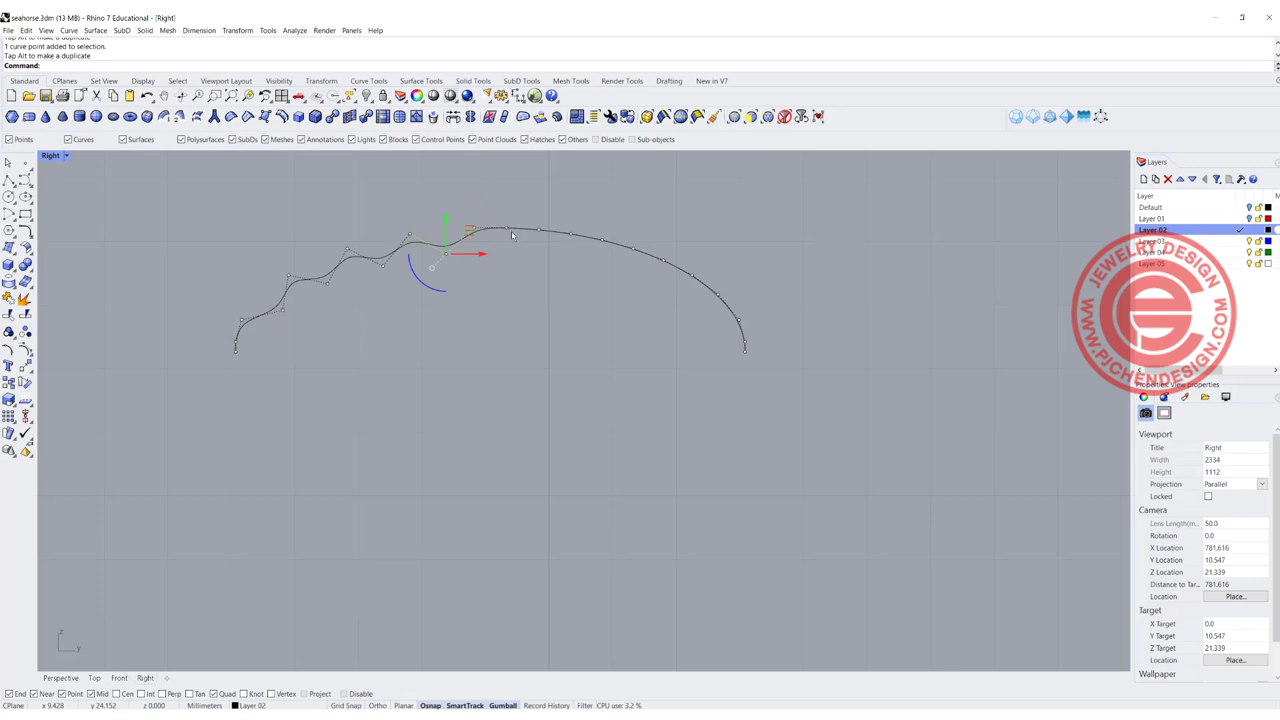 seahorse.3dm (13 MB) - Rhino 7 Educational - [Right]
File Edit View Curve Surface SubD Solid Mesh Dimension Transform Tools Analyze Render Panels Help
Tap Alt to make a duplicate
1 curve point added to selection.
Tap Alt to make a duplicate
Command:
Standard CPlanes Set View Display Select Viewport Layout Visibility Transform Curve Tools Surface Tools Solid Tools SubD Tools Mesh Tools Render Tools Drafting New in V7
Points Curves Surfaces Polysurfaces SubDs Meshes Annotations Lights Blocks Control Points Point Clouds Hatches Others Disable Sub-objects
Right
Layers
Layer M
Default
Layer 01
Layer 02
Layer 03
Layer 04
Layer 05
JEWELRY DESIGN
WWW.PJCHENDESIGN.COM
Properties: View properties
Viewport
Title Right
Width 2334
Height 1112
Projection Parallel
Locked
Camera
Lens Length(m... 50.0
Rotation 0.0
X Location 781.616
Y Location 10.547
Z Location 21.339
Distance to Tar... 781.616
Location Place...
Target
X Target 0.0
Y Target 10.547
Z Target 21.339
Location Place...
Wallpaper
z
y
Perspective Top Front Right
End Near Point Mid Cen Int Perp Tan Quad Knot Vertex Project Disable
CPlane x 9.428 y 24.152 z 0.000 Millimeters Layer 02 Grid Snap Ortho Planar Osnap SmartTrack Gumball Record History Filter CPU use: 3.2 %